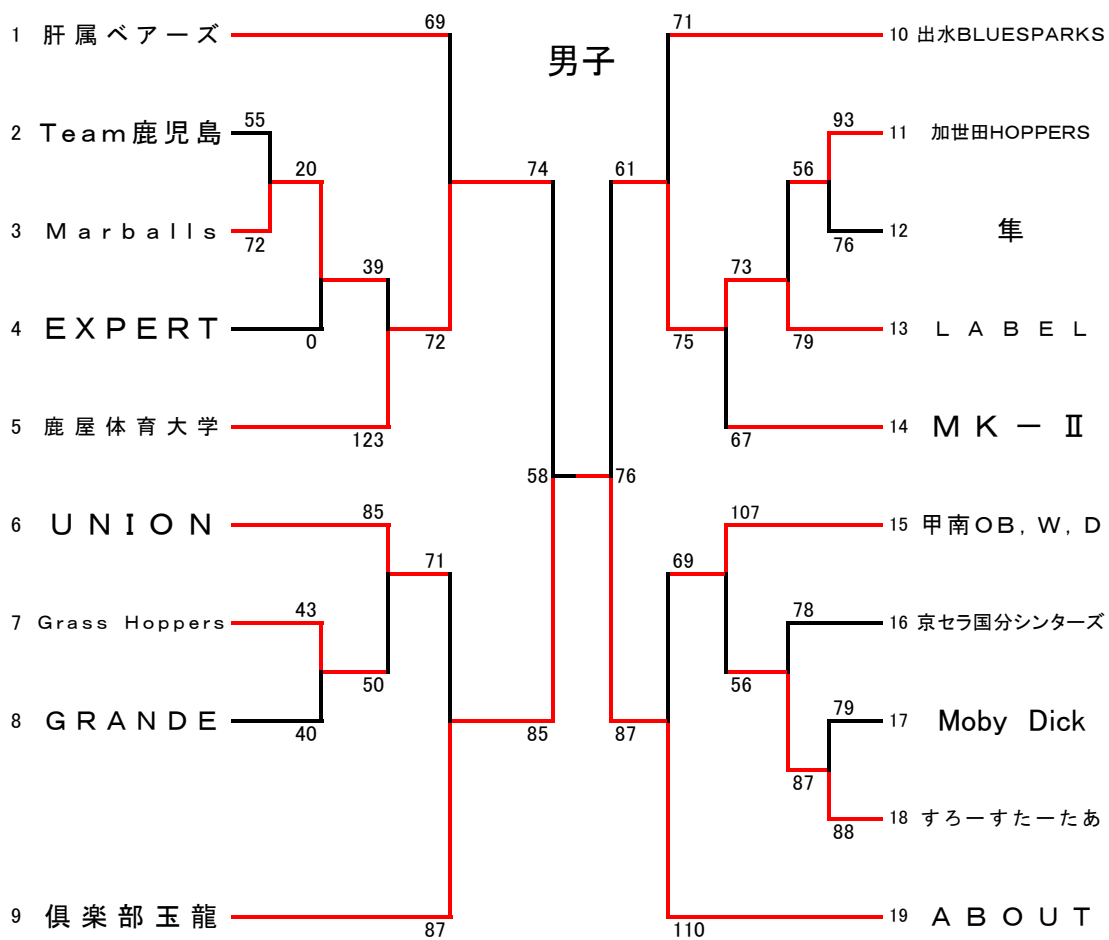 男子
1 肝属ベアーズ
69
2 Team鹿児島
55
20
74
3 Marballs
72
39
4 EXPERT
0
72
5 鹿屋体育大学
123
58
6 UNION
85
71
7 Grass Hoppers
43
50
8 GRANDE
40
85
9 倶楽部玉龍
87
71
10 出水BLUESPARKS
93
11 加世田HOPPERS
61
56
12 隼
76
73
13 LABEL
75
79
14 MK－Ⅱ
67
76
107
15 甲南OB，W，D
69
78
16 京セラ国分シンターズ
56
79
17 Moby Dick
87
87
18 すろーすたーたあ
88
19 ABOUT
110